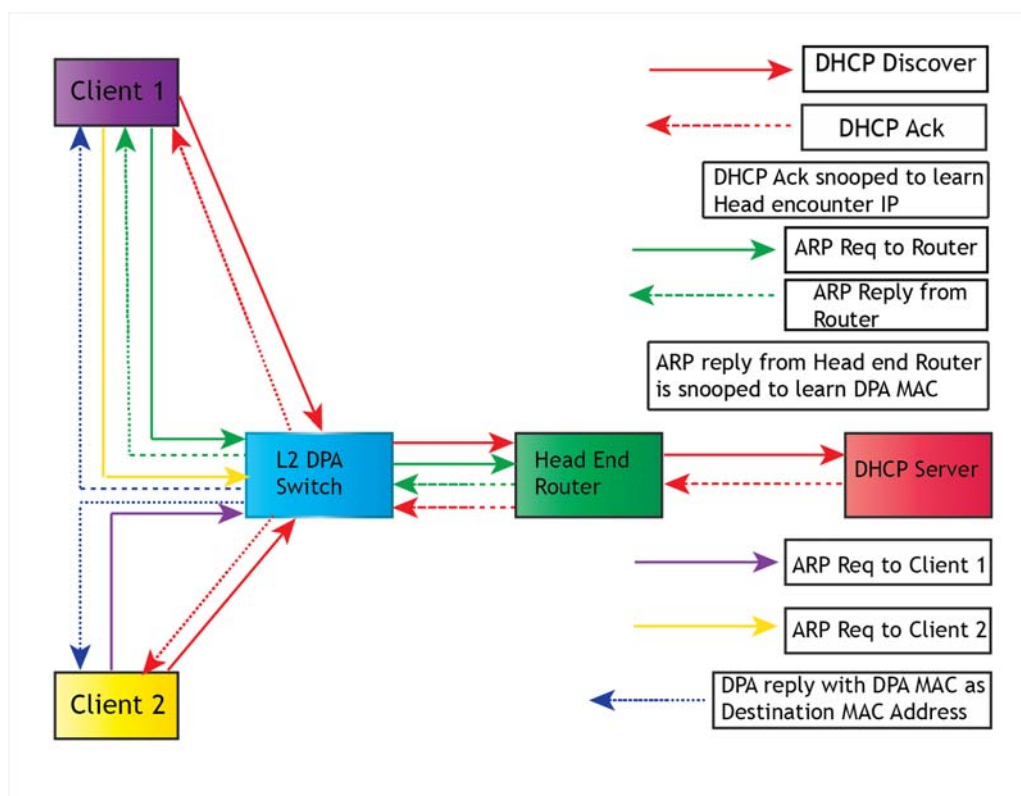 Client 1
DHCP Discover
DHCP Ack
DHCP Ack snooped to learn
Head encounter IP
ARP Req to Router
ARP Reply from
Router
ARP reply from Head end Router
is snooped to learn DPA MAC
L2 DPA
Switch
Head End
Router
DHCP Server
ARP Req to Client 1
ARP Req to Client 2
Client 2
DPA reply with DPA MAC as
Destination MAC Address